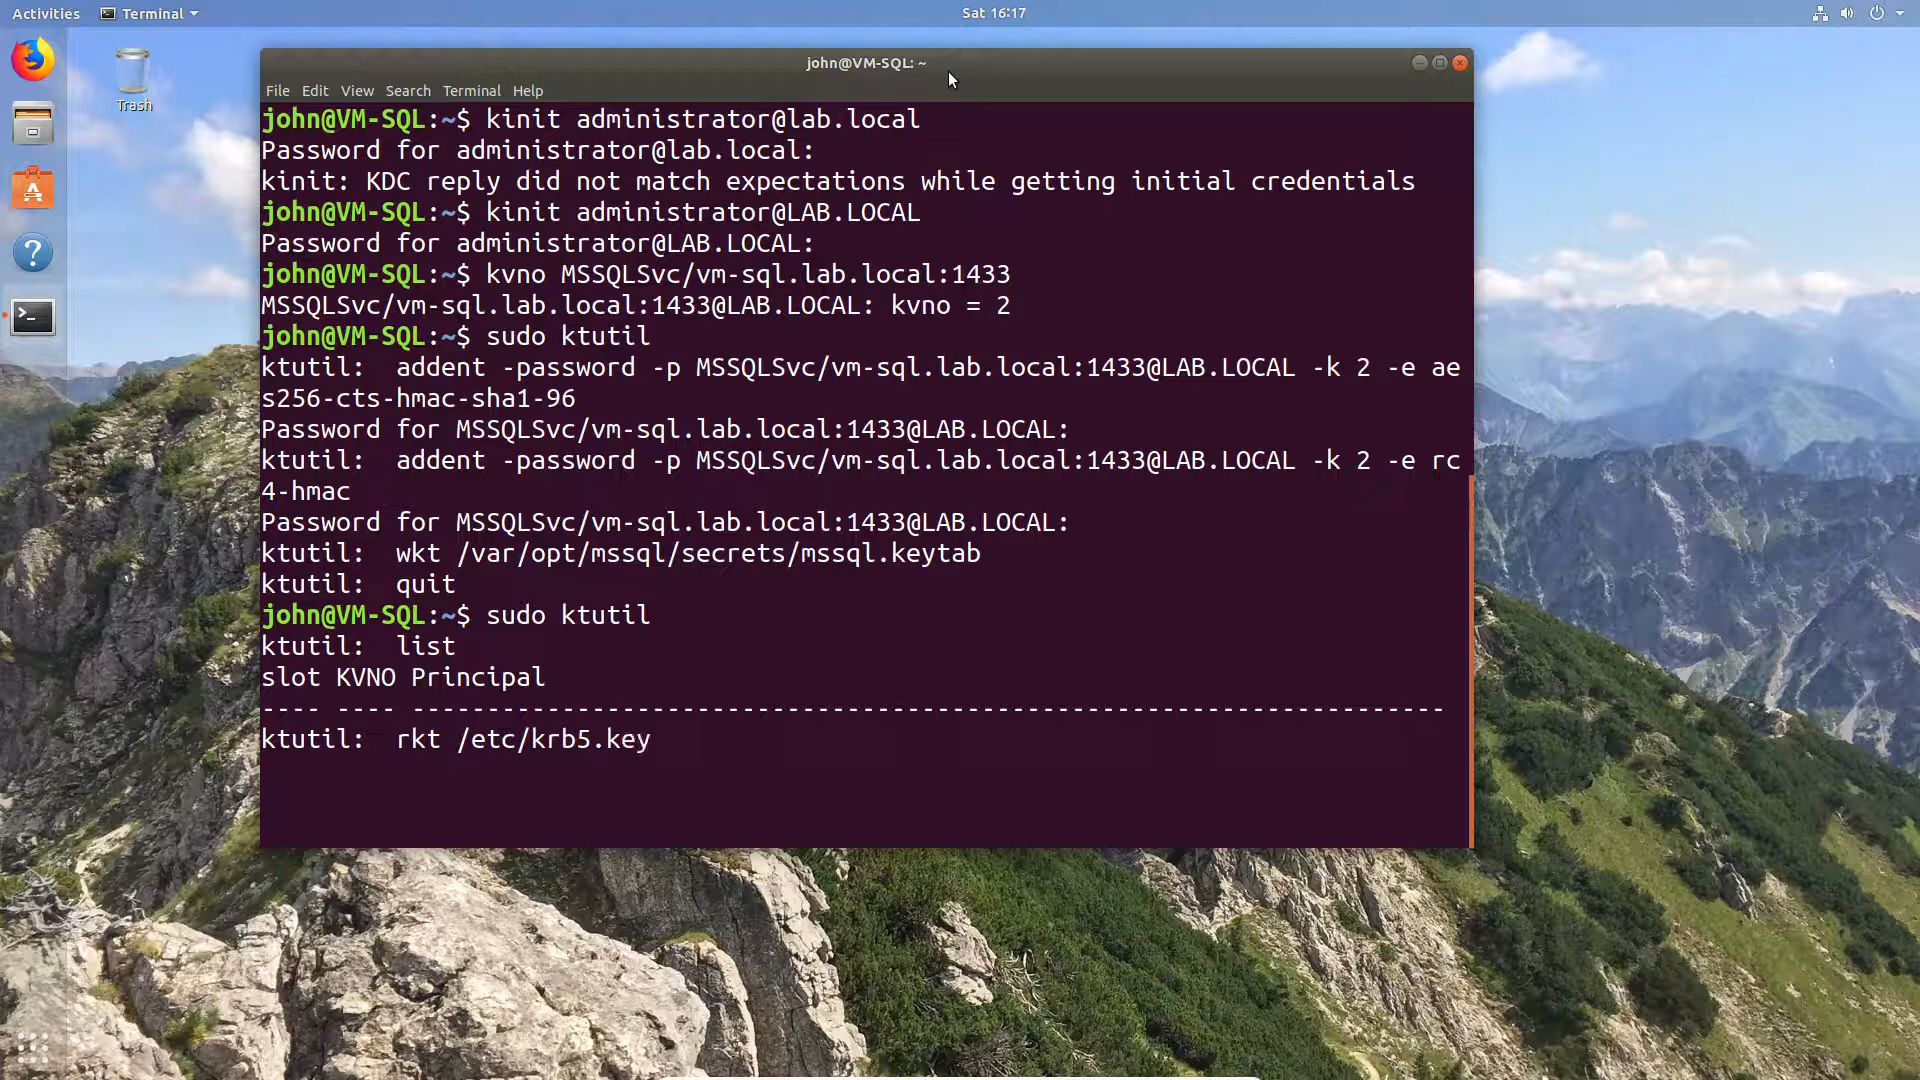 Activities
Terminal
Sat 16:17
Trash
john@VM-SQL: ~
File Edit View Search Terminal Help
john@VM-SQL:~$ kinit administrator@lab.local
Password for administrator@lab.local:
kinit: KDC reply did not match expectations while getting initial credentials
john@VM-SQL:~$ kinit administrator@LAB.LOCAL
Password for administrator@LAB.LOCAL:
john@VM-SQL:~$ kvno MSSQLSvc/vm-sql.lab.local:1433
MSSQLSvc/vm-sql.lab.local:1433@LAB.LOCAL: kvno = 2
john@VM-SQL:~$ sudo ktutil
ktutil:  addent -password -p MSSQLSvc/vm-sql.lab.local:1433@LAB.LOCAL -k 2 -e ae
s256-cts-hmac-sha1-96
Password for MSSQLSvc/vm-sql.lab.local:1433@LAB.LOCAL:
ktutil:  addent -password -p MSSQLSvc/vm-sql.lab.local:1433@LAB.LOCAL -k 2 -e rc
4-hmac
Password for MSSQLSvc/vm-sql.lab.local:1433@LAB.LOCAL:
ktutil:  wkt /var/opt/mssql/secrets/mssql.keytab
ktutil:  quit
john@VM-SQL:~$ sudo ktutil
ktutil:  list
slot KVNO Principal
---- ---- ---------------------------------------------------------------------
ktutil:  rkt /etc/krb5.key